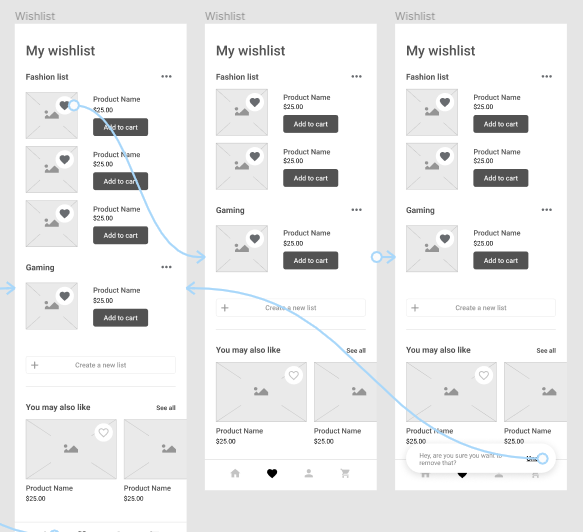 Wishlist
My wishlist
Fashion list
Product Name
$25.00
Add to cart
Product Name
$25.00
Add to cart
Product Name
$25.00
Add to cart
Gaming
Product Name
$25.00
Add to cart
+ Create a new list
You may also like See all
Product Name
$25.00
Product Name
$25.00
Wishlist
My wishlist
Fashion list
Product Name
$25.00
Add to cart
Product Name
$25.00
Add to cart
Gaming
Product Name
$25.00
Add to cart
+ Create a new list
You may also like See all
Product Name
$25.00
Product Name
$25.00
Wishlist
My wishlist
Fashion list
Product Name
$25.00
Add to cart
Product Name
$25.00
Add to cart
Gaming
Product Name
$25.00
Add to cart
+ Create a new list
You may also like See all
Product Name
$25.00
Product Name
$25.00
Hey, are you sure you want to
remove that?